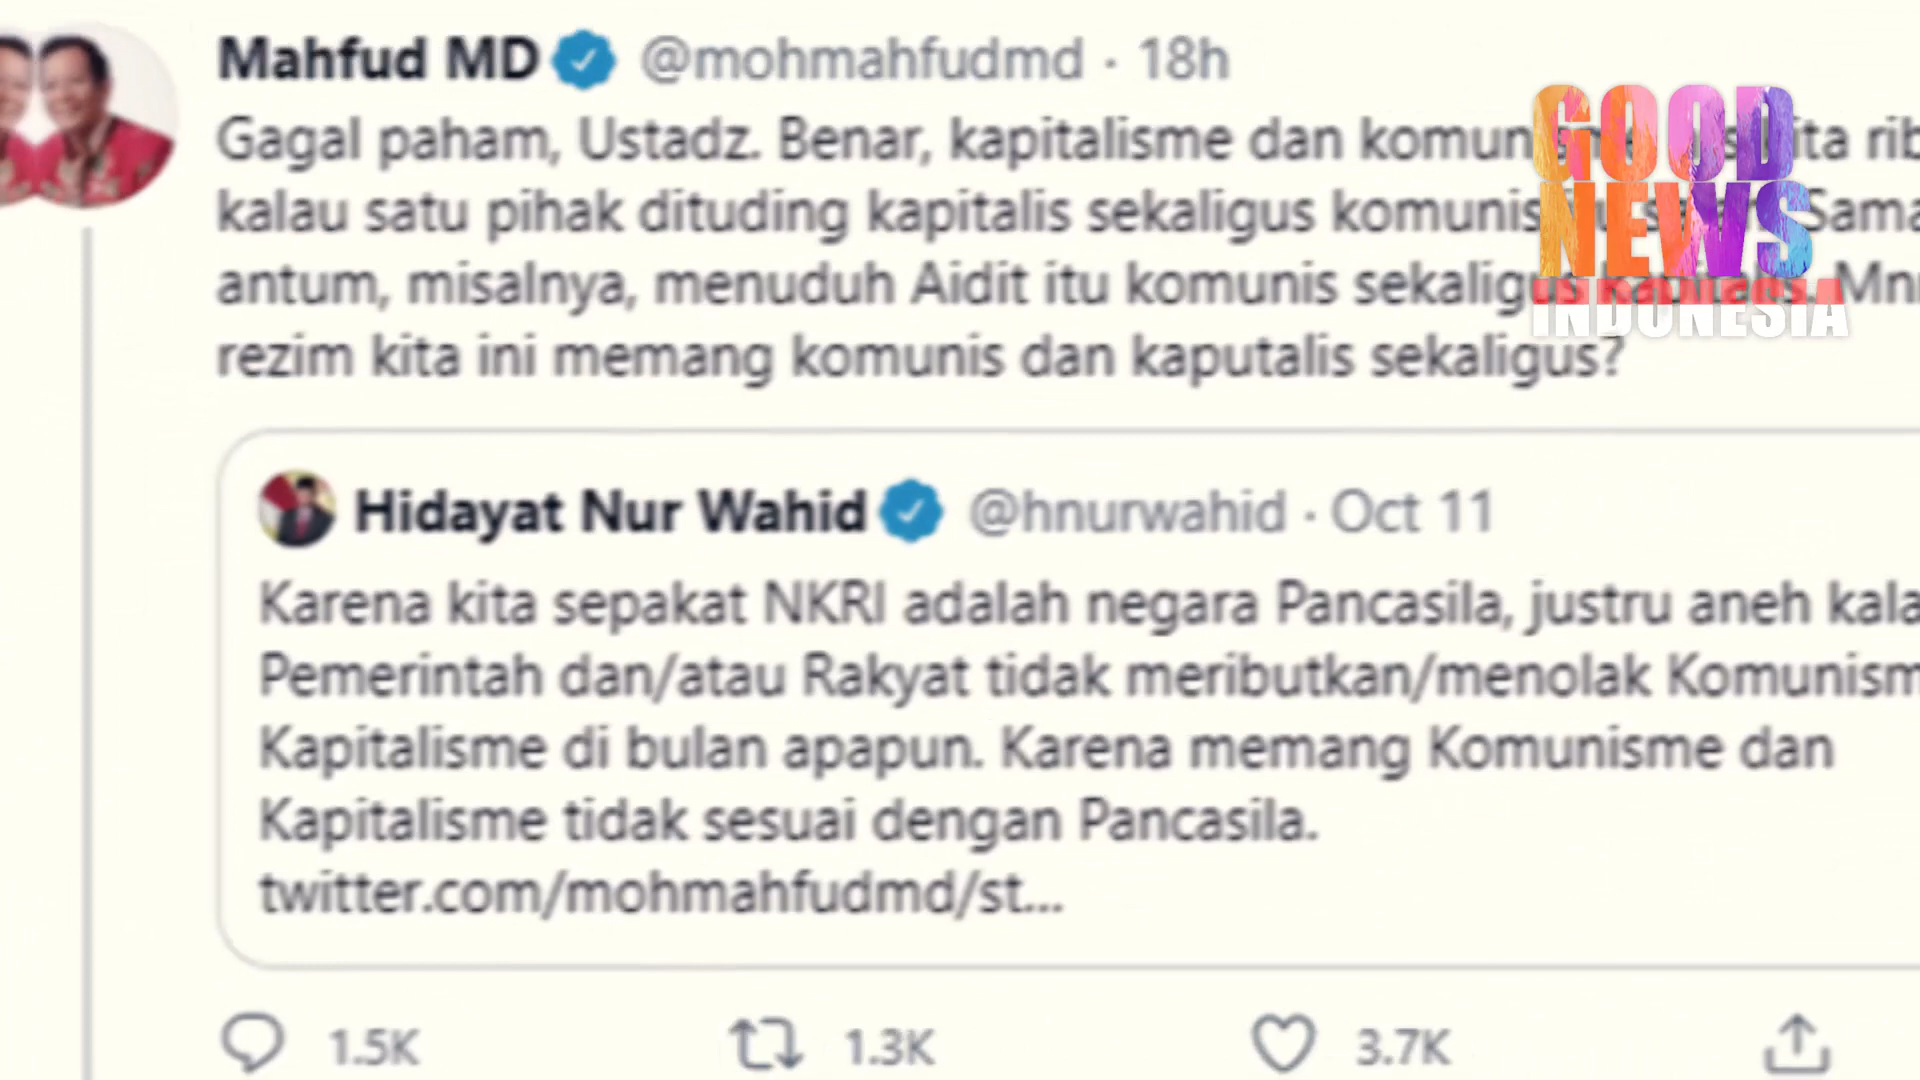 Mahfud MD @mohmahfudmd · 18h
Gagal paham, Ustadz. Benar, kapitalisme dan kita
kalau satu pihak dituding kapitalis sekaligus komunis
antum, misalnya, menuduh Aidit itu komunis sekaligus kapitalis.
rezim kita ini memang komunis dan kaputalis sekaligus?
GOOD
NEWS
INDONESIA
Hidayat Nur Wahid @hnurwahid · Oct 11
Karena kita sepakat NKRI adalah negara Pancasila, justru aneh
Pemerintah dan/atau Rakyat tidak meributkan/menolak
Kapitalisme di bulan apapun. Karena memang Komunisme dan
Kapitalisme tidak sesuai dengan Pancasila.
twitter.com/mohmahfudmd/st...
1.5K 1.3K 3.7K